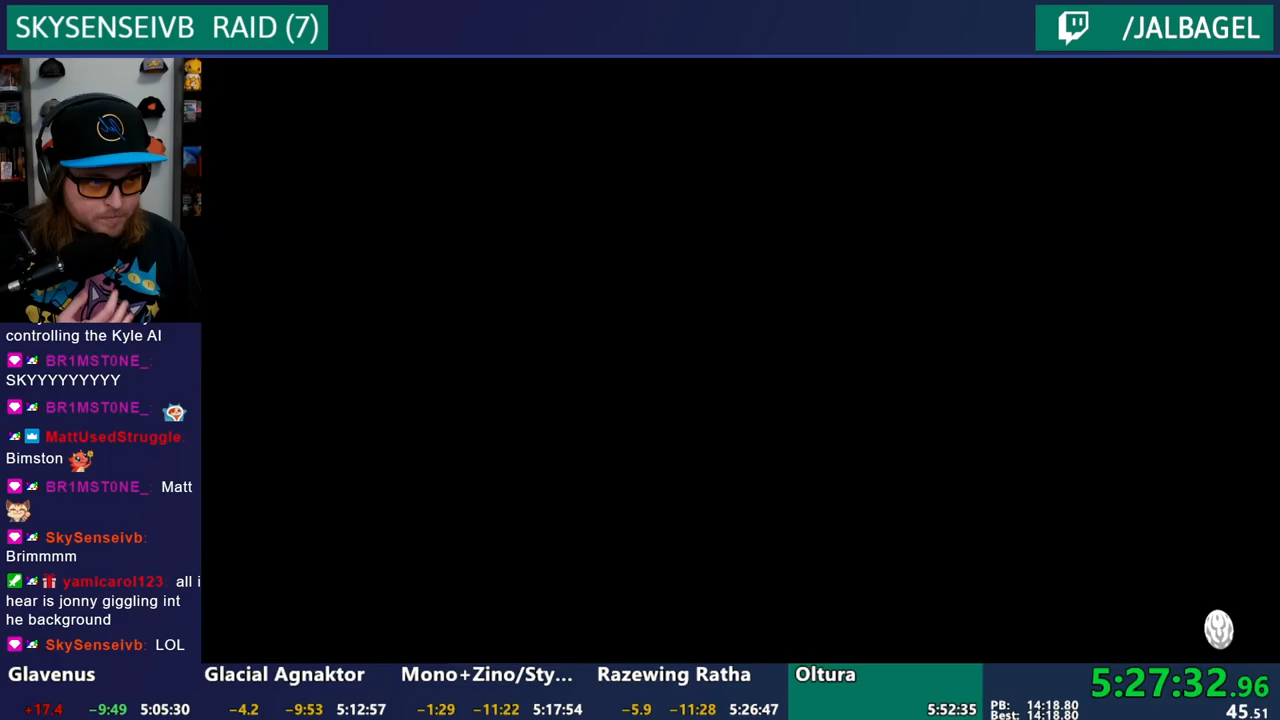 SKYSENSEIVB RAID (7)
/JALBAGEL
controlling the Kyle AI
BR1MST0NE_:
SKYYYYYYYYY
BR1MST0NE_:
MattUsedStruggle:
Bimston
BR1MST0NE_: Matt
SkySenseivb:
Brimmmm
yamicarol123: all i
hear is jonny giggling int
he background
SkySenseivb: LOL
Glavenus
+17.4 −9:49 5:05:30
Glacial Agnaktor
−4.2 −9:53 5:12:57
Mono+Zino/Sty...
−1:29 −11:22 5:17:54
Razewing Ratha
−5.9 −11:28 5:26:47
Oltura
5:52:35
5:27:32.96
PB: 14:18.80
Best: 14:18.80
45.51